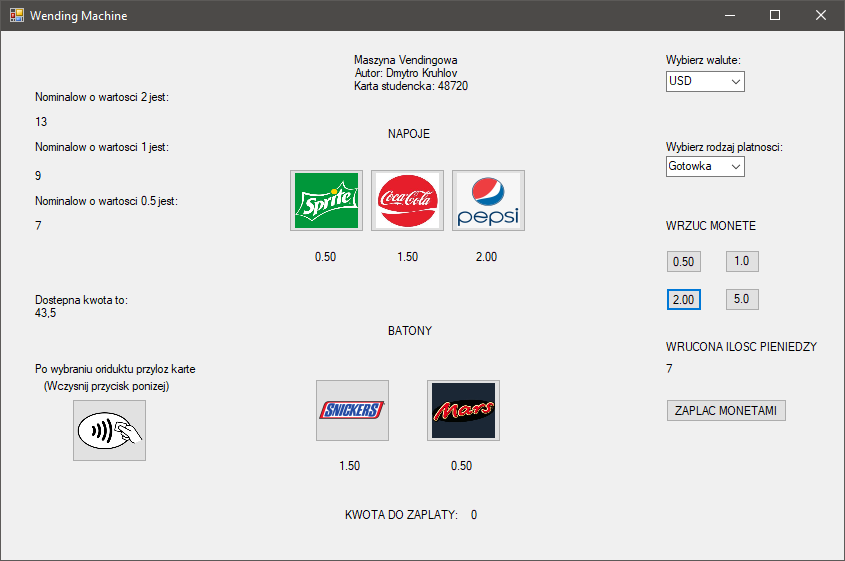 Wending Machine
Maszyna Vendingowa
Autor: Dmytro Kruhlov
Karta studencka: 48720
Nominalow o wartosci 2 jest:
13
Nominalow o wartosci 1 jest:
9
Nominalow o wartosci 0.5 jest:
7
Dostepna kwota to:
43,5
Po wybraniu oriduktu przyloz karte
(Wczysnij przycisk ponizej)
NAPOJE
Sprite
Coca-Cola
pepsi
0.50
1.50
2.00
BATONY
SNICKERS
Mars
1.50
0.50
KWOTA DO ZAPLATY: 0
Wybierz walute:
USD
Wybierz rodzaj platnosci:
Gotowka
WRZUC MONETE
0.50
1.0
2.00
5.0
WRUCONA ILOSC PIENIEDZY
7
ZAPLAC MONETAMI